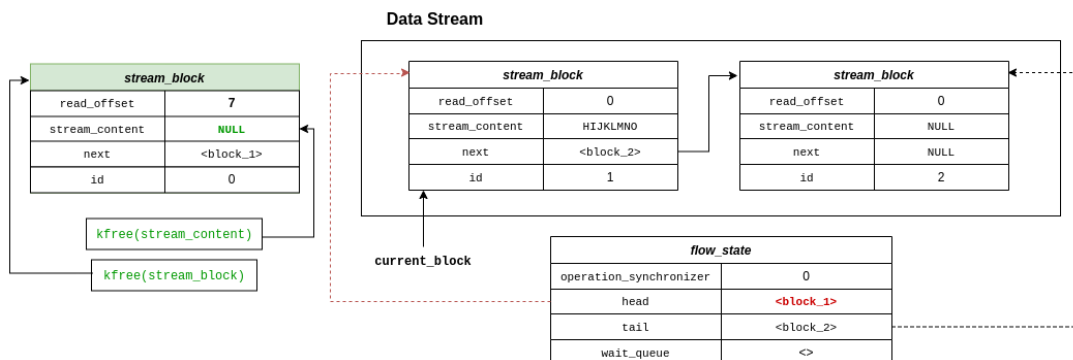 Data Stream
stream_block
read_offset 7
stream_content NULL
next <block_1>
id 0
kfree(stream_content)
kfree(stream_block)
stream_block
read_offset 0
stream_content HIJKLMNO
next <block_2>
id 1
stream_block
read_offset 0
stream_content NULL
next NULL
id 2
current_block
flow_state
operation_synchronizer 0
head <block_1>
tail <block_2>
wait_queue <>